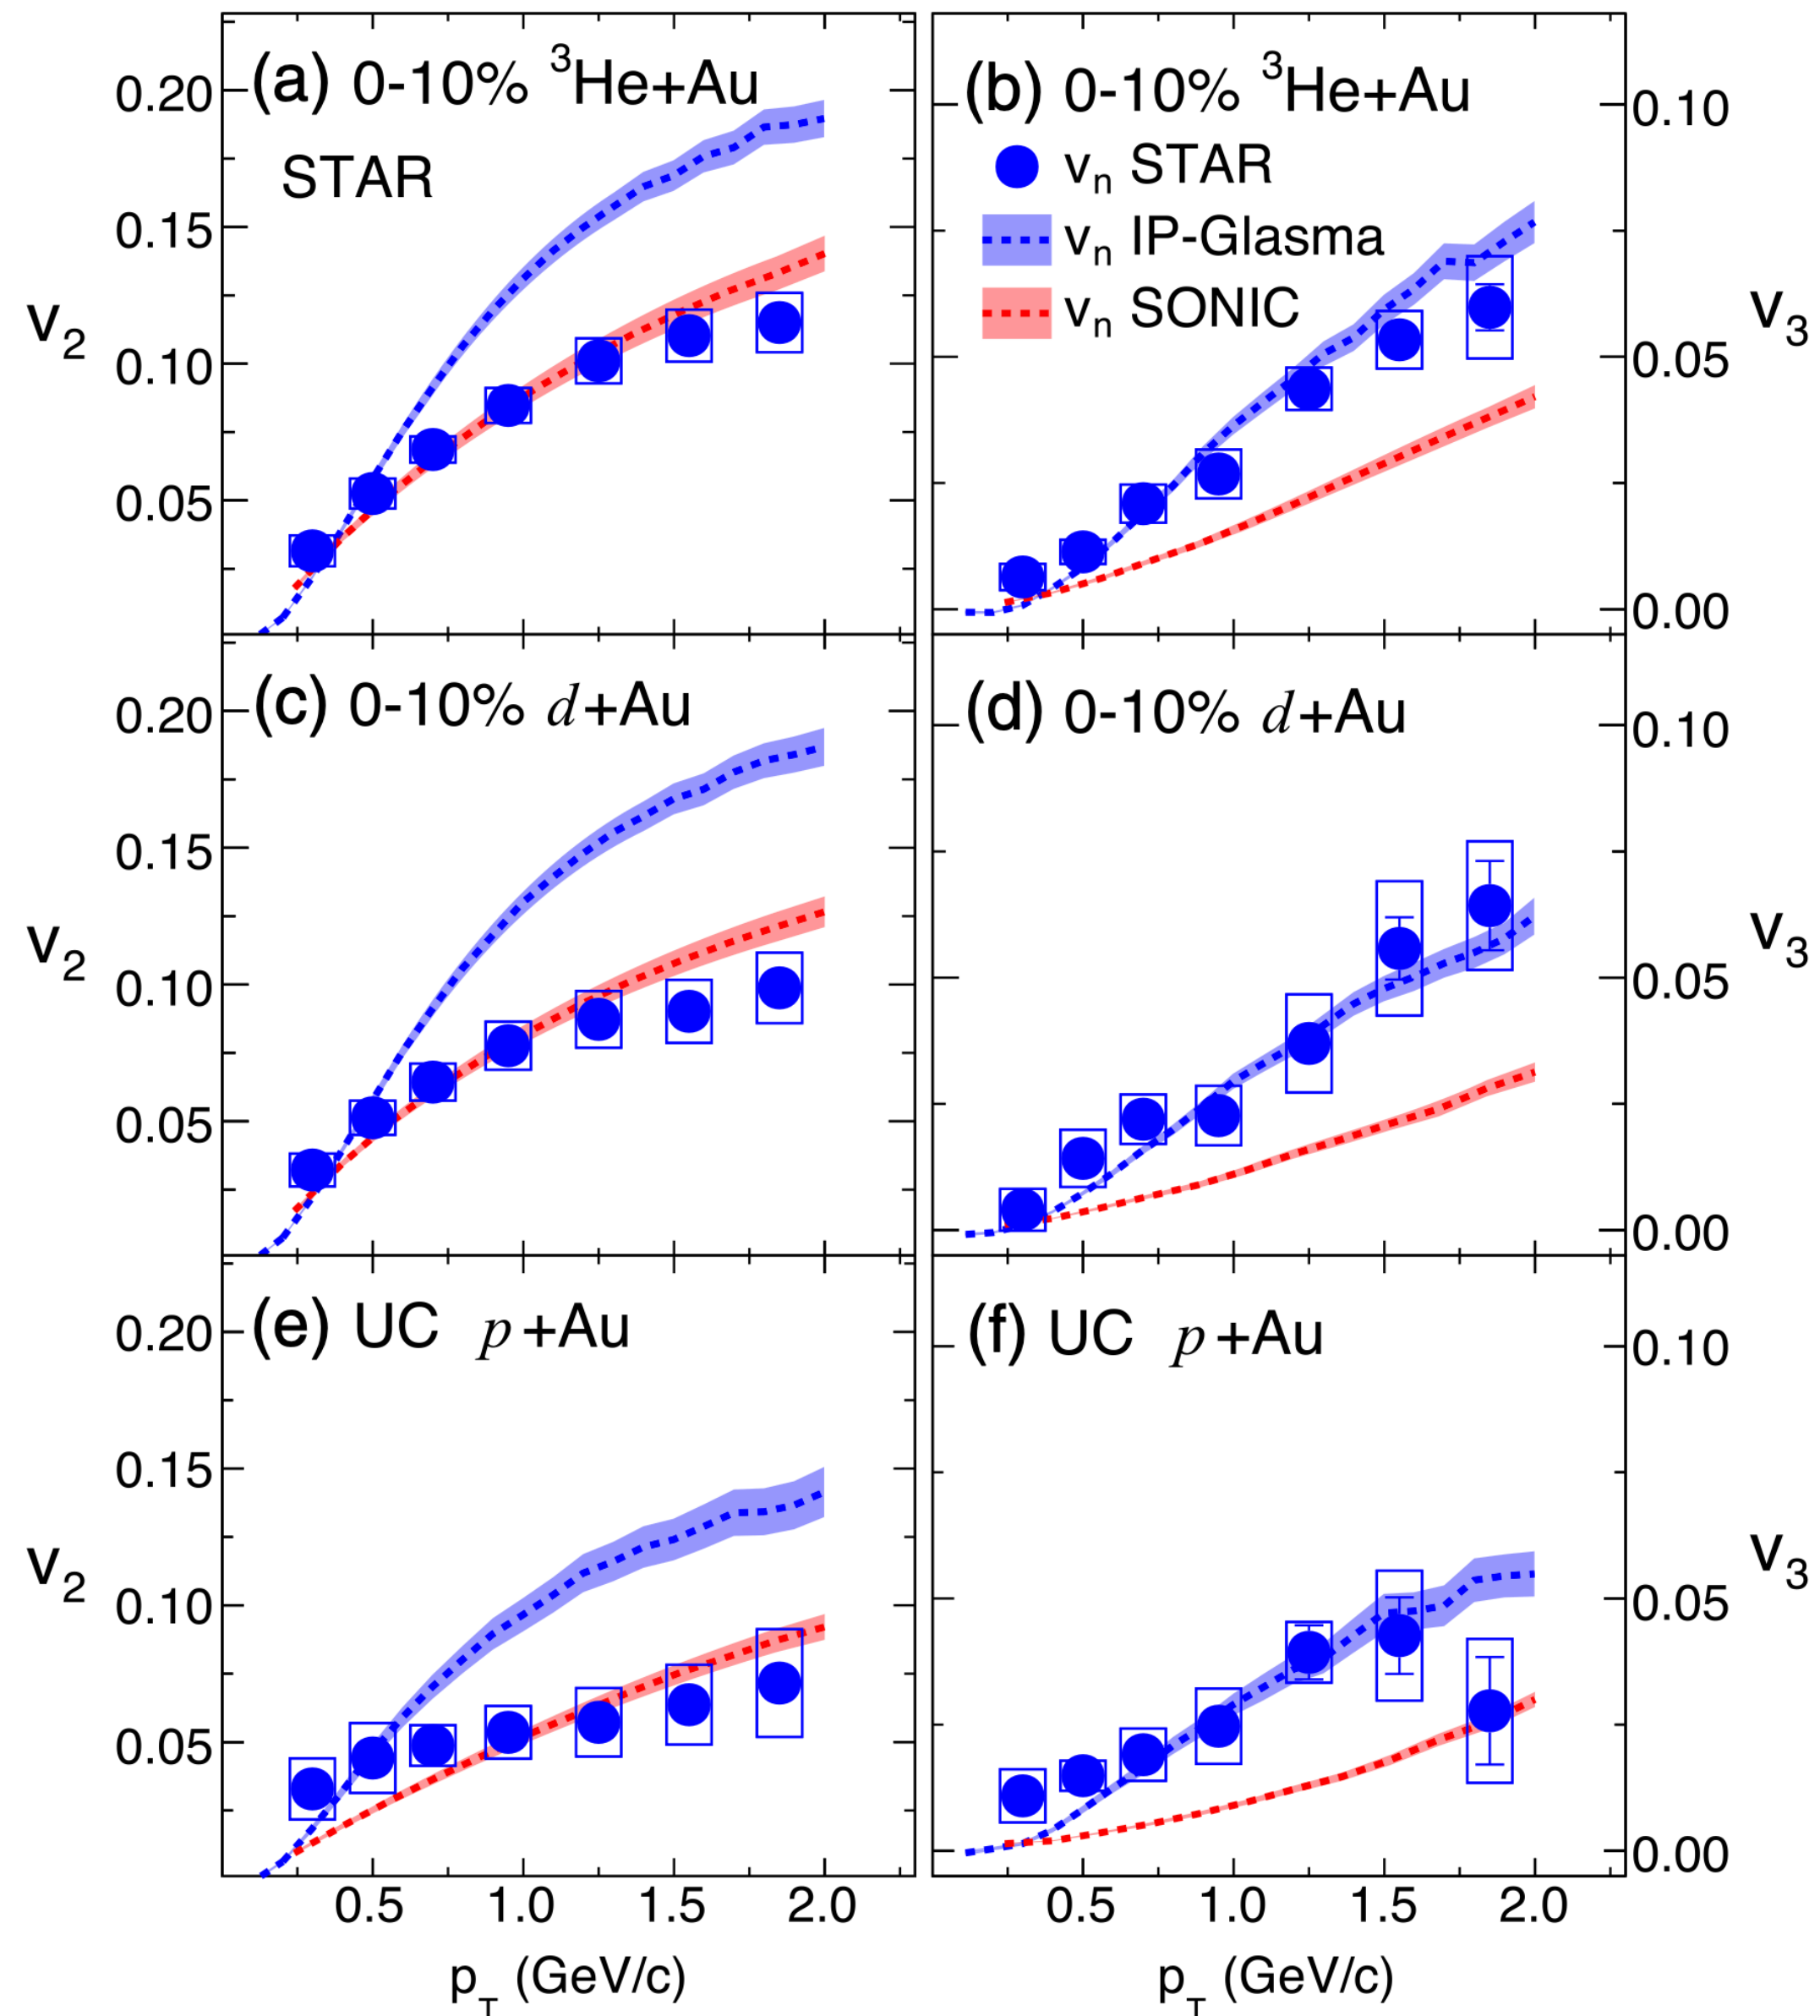 (a) 0-10% ³He+Au
STAR
0.20
0.15
0.10
0.05
v₂
(b) 0-10% ³He+Au
vₙ STAR
vₙ IP-Glasma
vₙ SONIC
0.10
0.05
0.00
v₃
(c) 0-10% d+Au
0.20
0.15
0.10
0.05
v₂
(d) 0-10% d+Au
0.10
0.05
0.00
v₃
(e) UC p+Au
0.20
0.15
0.10
0.05
v₂
(f) UC p+Au
0.10
0.05
0.00
v₃
0.5 1.0 1.5 2.0
p_T (GeV/c)
0.5 1.0 1.5 2.0
p_T (GeV/c)